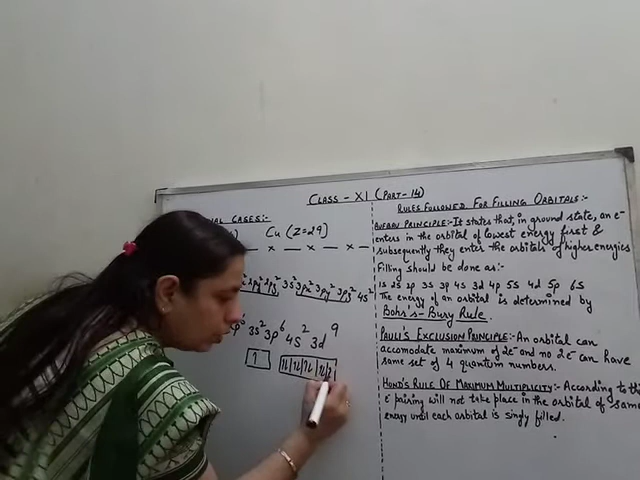 CLASS - XI (PART-14)
CASES:-
Cu (Z=29)
3s² 3p⁶ 4s² 3d⁹
RULES FOLLOWED FOR FILLING ORBITALS:-
AUFBAU PRINCIPLE:- It states that, in ground state, an e⁻
enters in the orbital of lowest energy first &
subsequently they enter the orbitals of higher energies
Filling should be done as:-
1s 2s 2p 3s 3p 4s 3d 4p 5s 4d 5p 6s
The energy of an orbital is determined by
Bohr's - Bury Rule.
PAULI'S EXCLUSION PRINCIPLE:- An orbital can
accomodate maximum of 2e⁻ and no 2e⁻ can have
same set of 4 quantum numbers.
HUND'S RULE OF MAXIMUM MULTIPLICITY:- According to
e⁻ pairing will not take place in the orbital of same
energy until each orbital is singly filled.